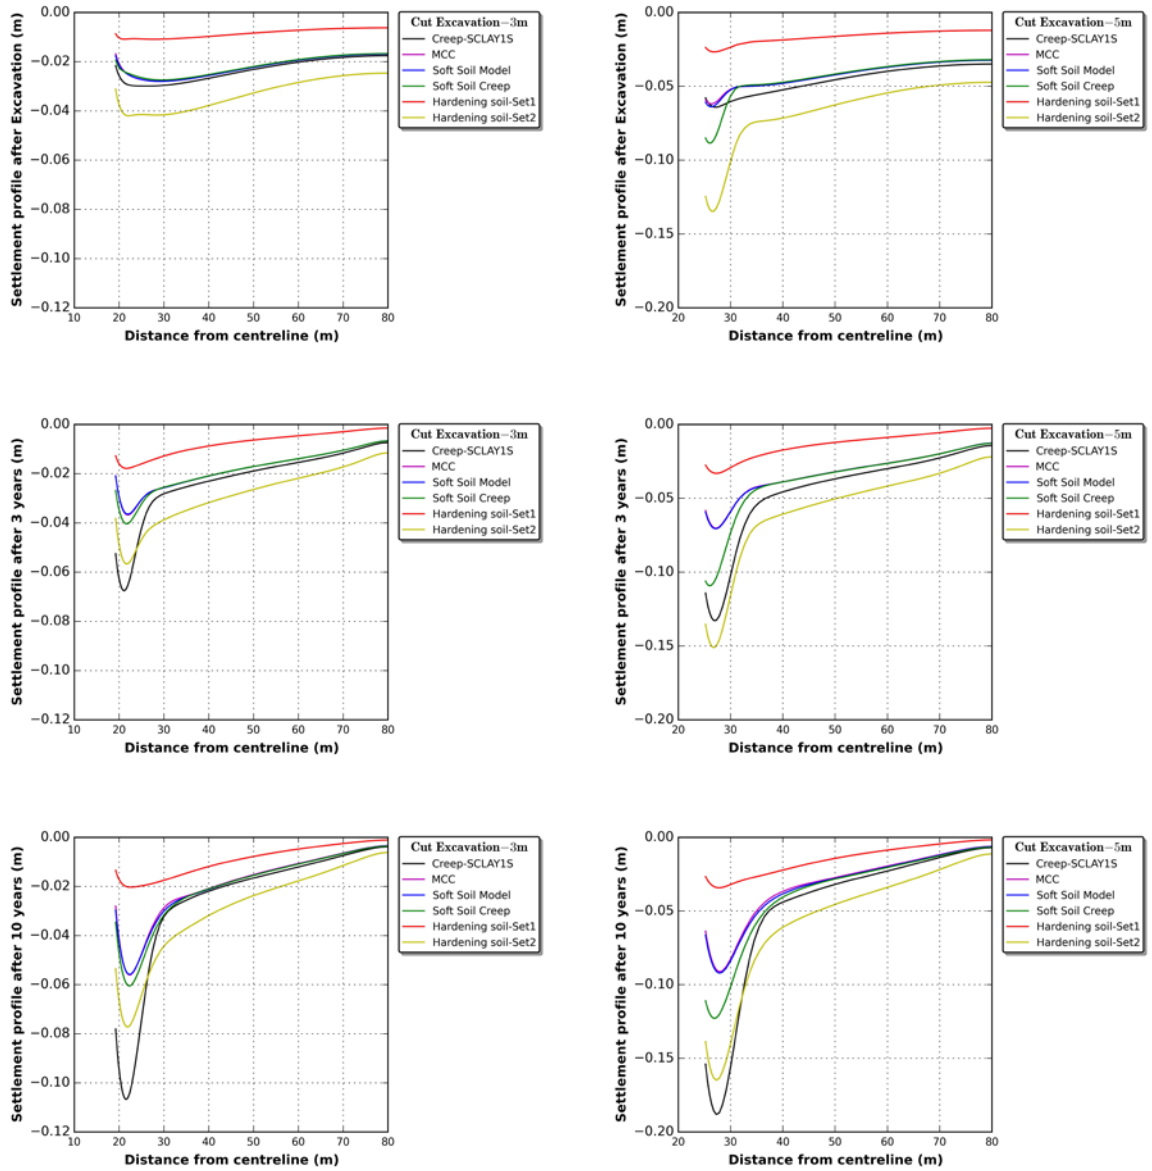 Settlement profile after Excavation (m)
0.00
−0.02
−0.04
−0.06
−0.08
−0.10
−0.12
10 20 30 40 50 60 70 80
Distance from centreline (m)
Cut Excavation−3m
Creep-SCLAY1S
MCC
Soft Soil Model
Soft Soil Creep
Hardening soil-Set1
Hardening soil-Set2
Settlement profile after Excavation (m)
0.00
−0.05
−0.10
−0.15
−0.20
20 30 40 50 60 70 80
Distance from centreline (m)
Cut Excavation−5m
Creep-SCLAY1S
MCC
Soft Soil Model
Soft Soil Creep
Hardening soil-Set1
Hardening soil-Set2
Settlement profile after 3 years (m)
0.00
−0.02
−0.04
−0.06
−0.08
−0.10
−0.12
10 20 30 40 50 60 70 80
Distance from centreline (m)
Cut Excavation−3m
Creep-SCLAY1S
MCC
Soft Soil Model
Soft Soil Creep
Hardening soil-Set1
Hardening soil-Set2
Settlement profile after 3 years (m)
0.00
−0.05
−0.10
−0.15
−0.20
20 30 40 50 60 70 80
Distance from centreline (m)
Cut Excavation−5m
Creep-SCLAY1S
MCC
Soft Soil Model
Soft Soil Creep
Hardening soil-Set1
Hardening soil-Set2
Settlement profile after 10 years (m)
0.00
−0.02
−0.04
−0.06
−0.08
−0.10
−0.12
10 20 30 40 50 60 70 80
Distance from centreline (m)
Cut Excavation−3m
Creep-SCLAY1S
MCC
Soft Soil Model
Soft Soil Creep
Hardening soil-Set1
Hardening soil-Set2
Settlement profile after 10 years (m)
0.00
−0.05
−0.10
−0.15
−0.20
20 30 40 50 60 70 80
Distance from centreline (m)
Cut Excavation−5m
Creep-SCLAY1S
MCC
Soft Soil Model
Soft Soil Creep
Hardening soil-Set1
Hardening soil-Set2